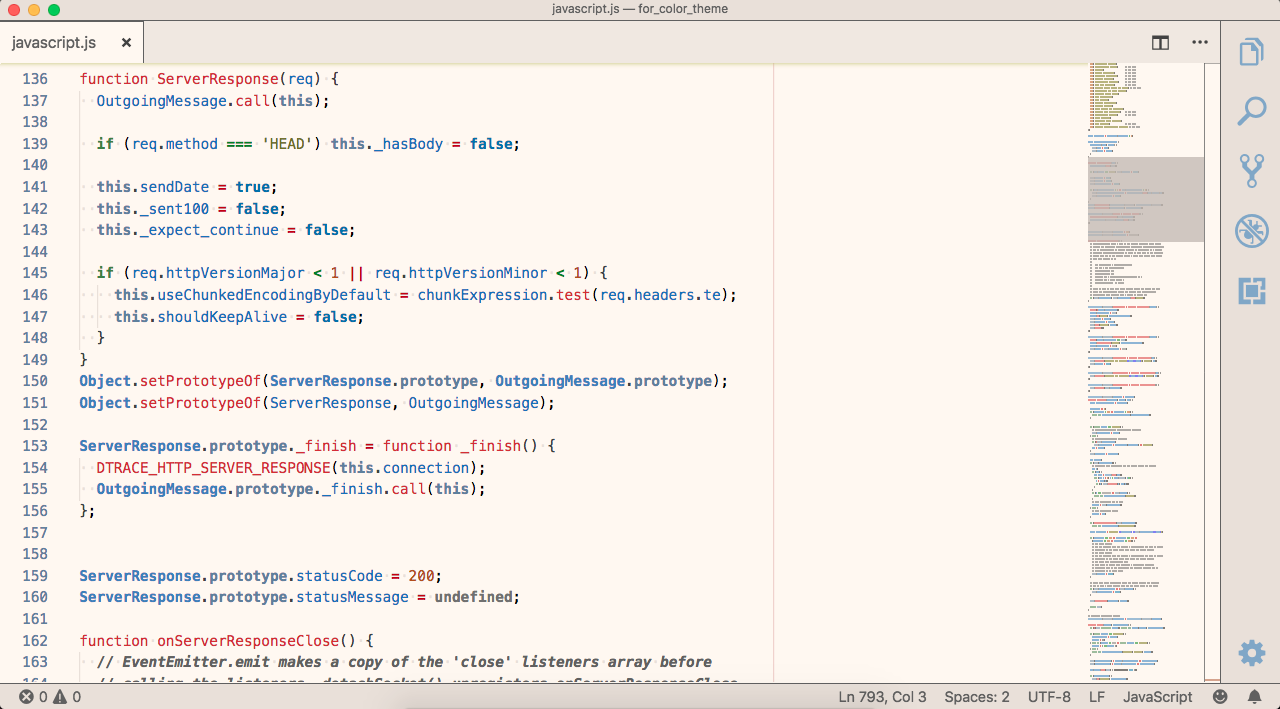 javascript.js — for_color_theme
javascript.js ×
136 function ServerResponse(req) {
137 OutgoingMessage.call(this);
138
139 if (req.method === 'HEAD') this._hasBody = false;
140
141 this.sendDate = true;
142 this._sent100 = false;
143 this._expect_continue = false;
144
145 if (req.httpVersionMajor < 1 || req.httpVersionMinor < 1) {
146 this.useChunkedEncodingByDefault = chunkExpression.test(req.headers.te);
147 this.shouldKeepAlive = false;
148 }
149 }
150 Object.setPrototypeOf(ServerResponse.prototype, OutgoingMessage.prototype);
151 Object.setPrototypeOf(ServerResponse, OutgoingMessage);
152
153 ServerResponse.prototype._finish = function _finish() {
154 DTRACE_HTTP_SERVER_RESPONSE(this.connection);
155 OutgoingMessage.prototype._finish.call(this);
156 };
157
158
159 ServerResponse.prototype.statusCode = 200;
160 ServerResponse.prototype.statusMessage = undefined;
161
162 function onServerResponseClose() {
163 // EventEmitter.emit makes a copy of the 'close' listeners array before
0 0 Ln 793, Col 3 Spaces: 2 UTF-8 LF JavaScript